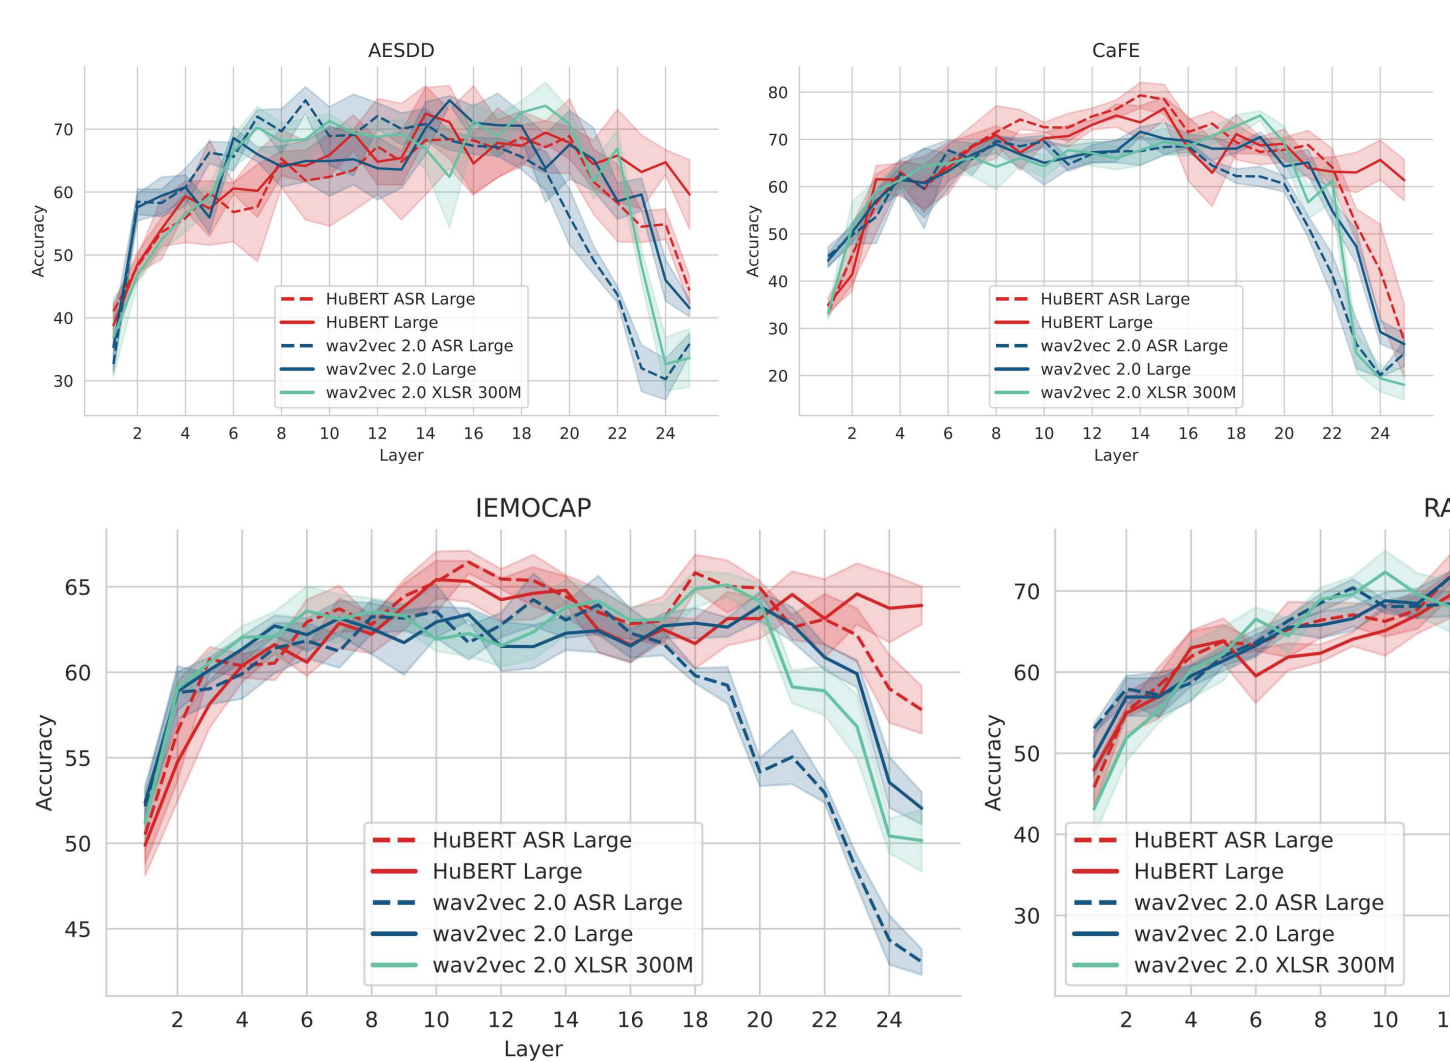 AESDD
Accuracy
70
60
50
40
30
HuBERT ASR Large
HuBERT Large
wav2vec 2.0 ASR Large
wav2vec 2.0 Large
wav2vec 2.0 XLSR 300M
2 4 6 8 10 12 14 16 18 20 22 24
Layer
CaFE
Accuracy
80
70
60
50
40
30
20
HuBERT ASR Large
HuBERT Large
wav2vec 2.0 ASR Large
wav2vec 2.0 Large
wav2vec 2.0 XLSR 300M
2 4 6 8 10 12 14 16 18 20 22 24
Layer
IEMOCAP
Accuracy
65
60
55
50
45
HuBERT ASR Large
HuBERT Large
wav2vec 2.0 ASR Large
wav2vec 2.0 Large
wav2vec 2.0 XLSR 300M
2 4 6 8 10 12 14 16 18 20 22 24
Layer
Accuracy
70
60
50
40
30
HuBERT ASR Large
HuBERT Large
wav2vec 2.0 ASR Large
wav2vec 2.0 Large
wav2vec 2.0 XLSR 300M
2 4 6 8 10